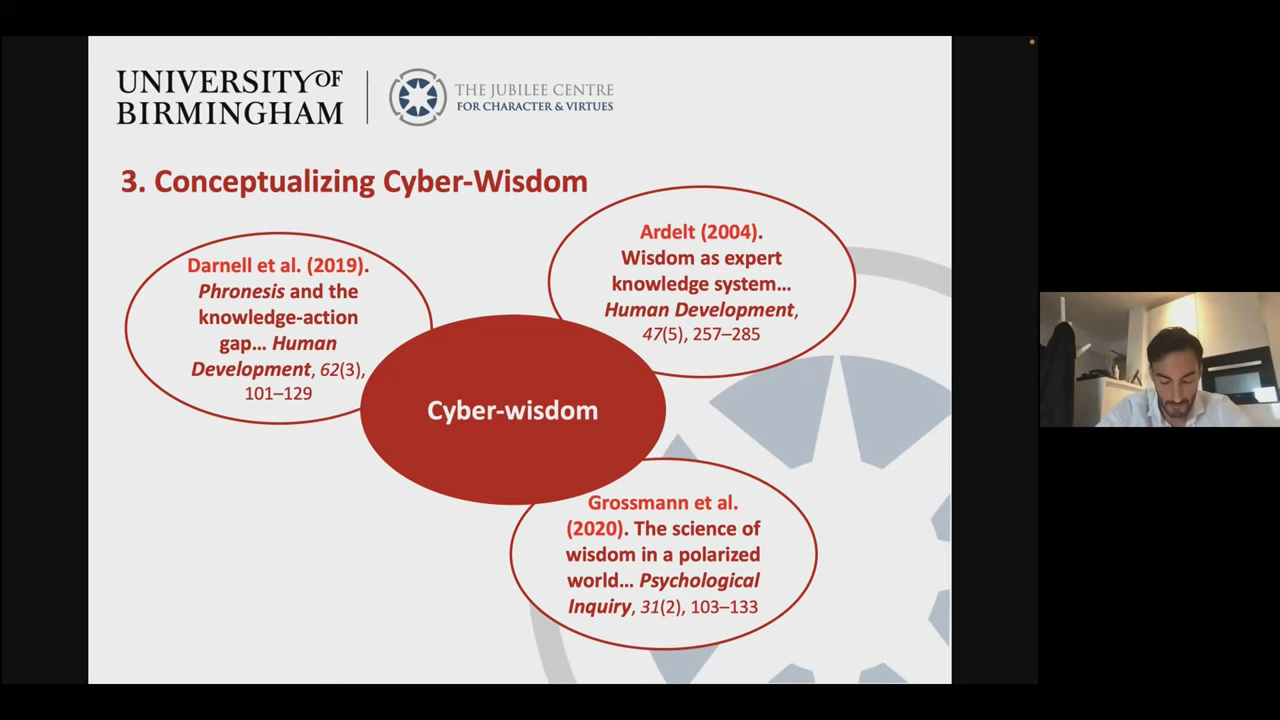 UNIVERSITY OF
BIRMINGHAM
THE JUBILEE CENTRE
FOR CHARACTER & VIRTUES
3. Conceptualizing Cyber-Wisdom
Darnell et al. (2019).
Phronesis and the
knowledge-action
gap... Human
Development, 62(3),
101–129
Ardelt (2004).
Wisdom as expert
knowledge system...
Human Development,
47(5), 257–285
Cyber-wisdom
Grossmann et al.
(2020). The science of
wisdom in a polarized
world... Psychological
Inquiry, 31(2), 103–133